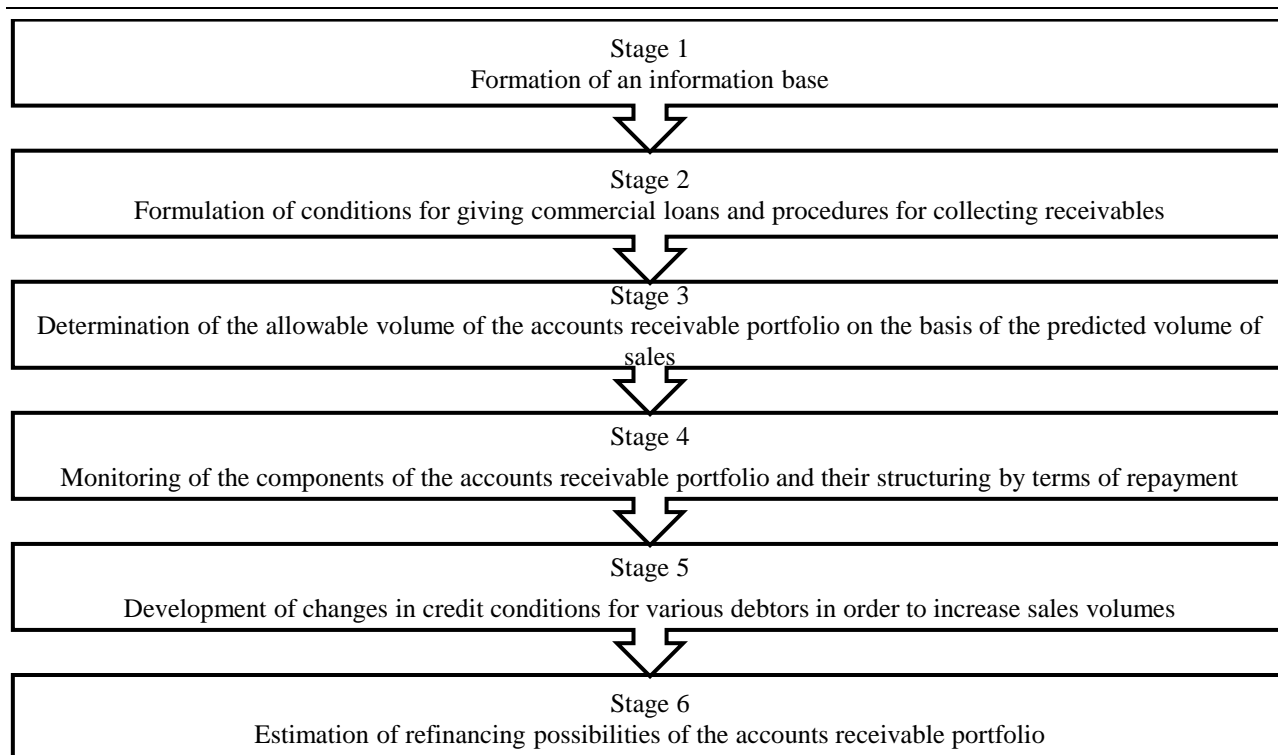 Stage 1
Formation of an information base
Stage 2
Formulation of conditions for giving commercial loans and procedures for collecting receivables
Stage 3
Determination of the allowable volume of the accounts receivable portfolio on the basis of the predicted volume of
sales
Stage 4
Monitoring of the components of the accounts receivable portfolio and their structuring by terms of repayment
Stage 5
Development of changes in credit conditions for various debtors in order to increase sales volumes
Stage 6
Estimation of refinancing possibilities of the accounts receivable portfolio